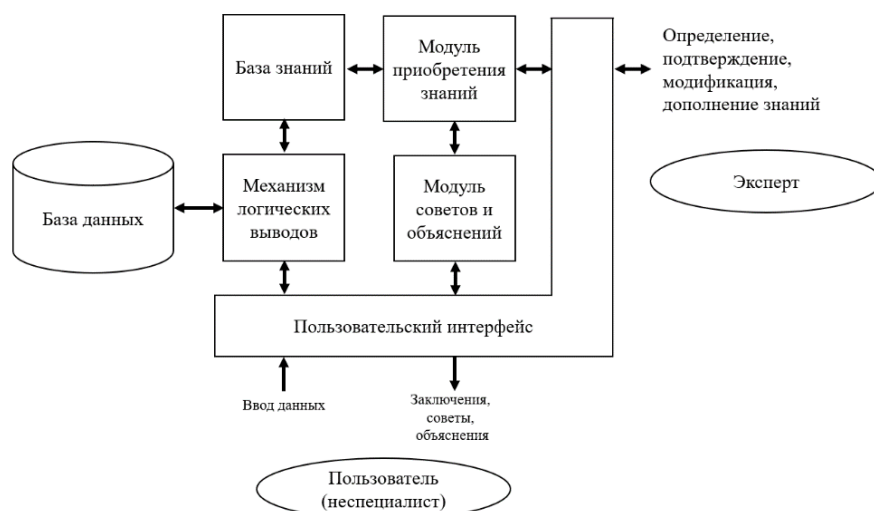 База знаний
Модуль
приобретения
знаний
Определение,
подтверждение,
модификация,
дополнение знаний
База данных
Механизм
логических
выводов
Модуль
советов и
объяснений
Эксперт
Пользовательский интерфейс
Ввод данных
Заключения,
советы,
объяснения
Пользователь
(неспециалист)